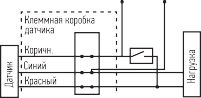 Клеммная коробка
датчика
Коричн.
Синий
Красный
Датчик
Нагрузка